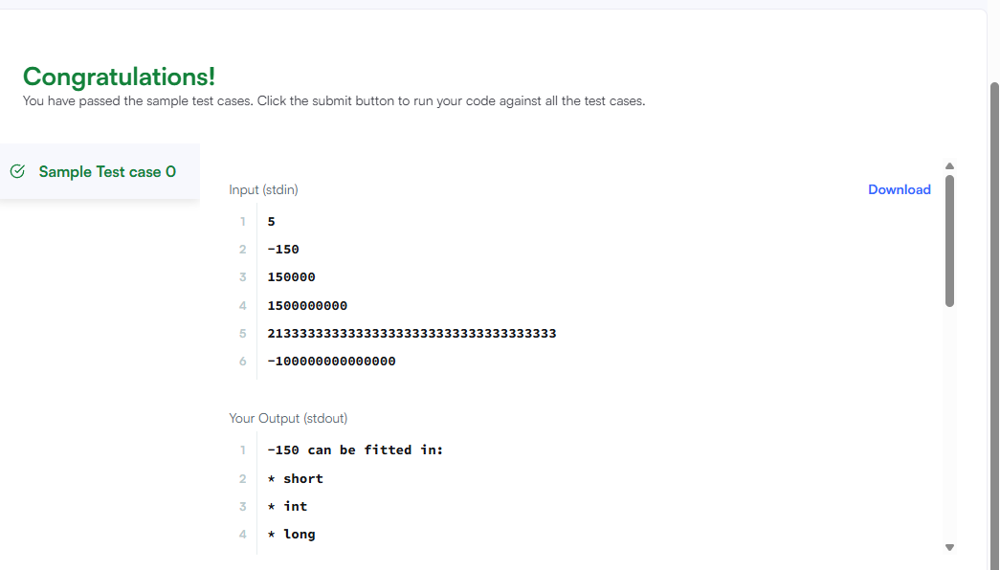 Congratulations!
You have passed the sample test cases. Click the submit button to run your code against all the test cases.
Sample Test case 0
Input (stdin)
Download
1 5
2 -150
3 150000
4 1500000000
5 213333333333333333333333333333333333
6 -100000000000000
Your Output (stdout)
1 -150 can be fitted in:
2 * short
3 * int
4 * long